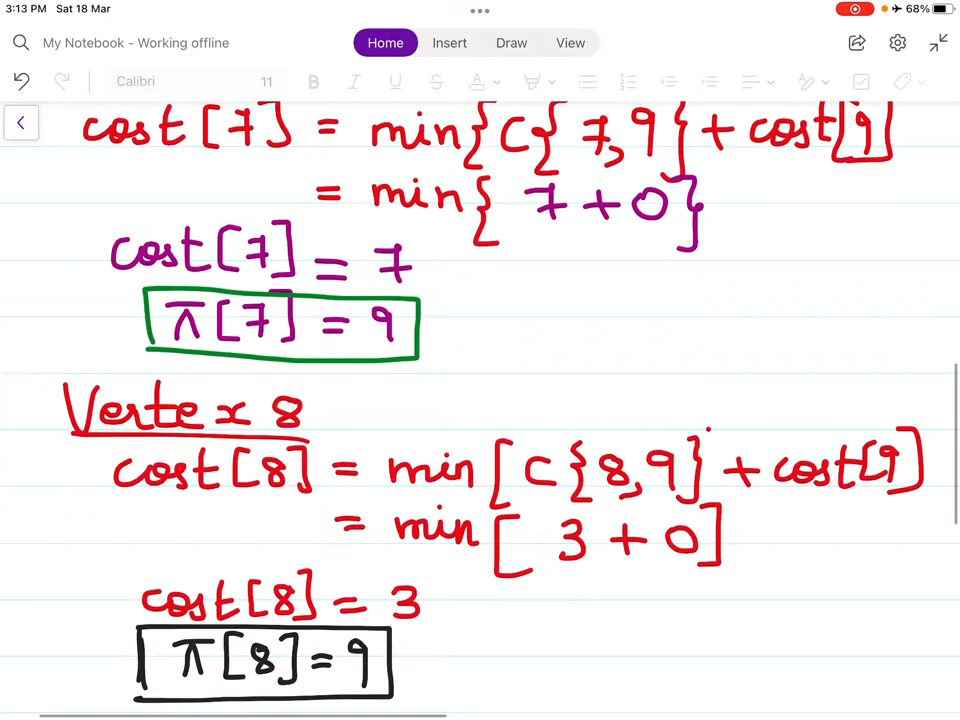 3:13 PM Sat 18 Mar 68%
My Notebook - Working offline Home Insert Draw View
Calibri 11 B I U S A
cost[7] = min{C{7,9}+cost[9]
= min{ 7+0}
cost[7] = 7
π[7] = 9
Vertex 8
cost[8] = min[C{8,9}+cost[9]
= min[ 3+0]
cost[8] = 3
π[8]=9